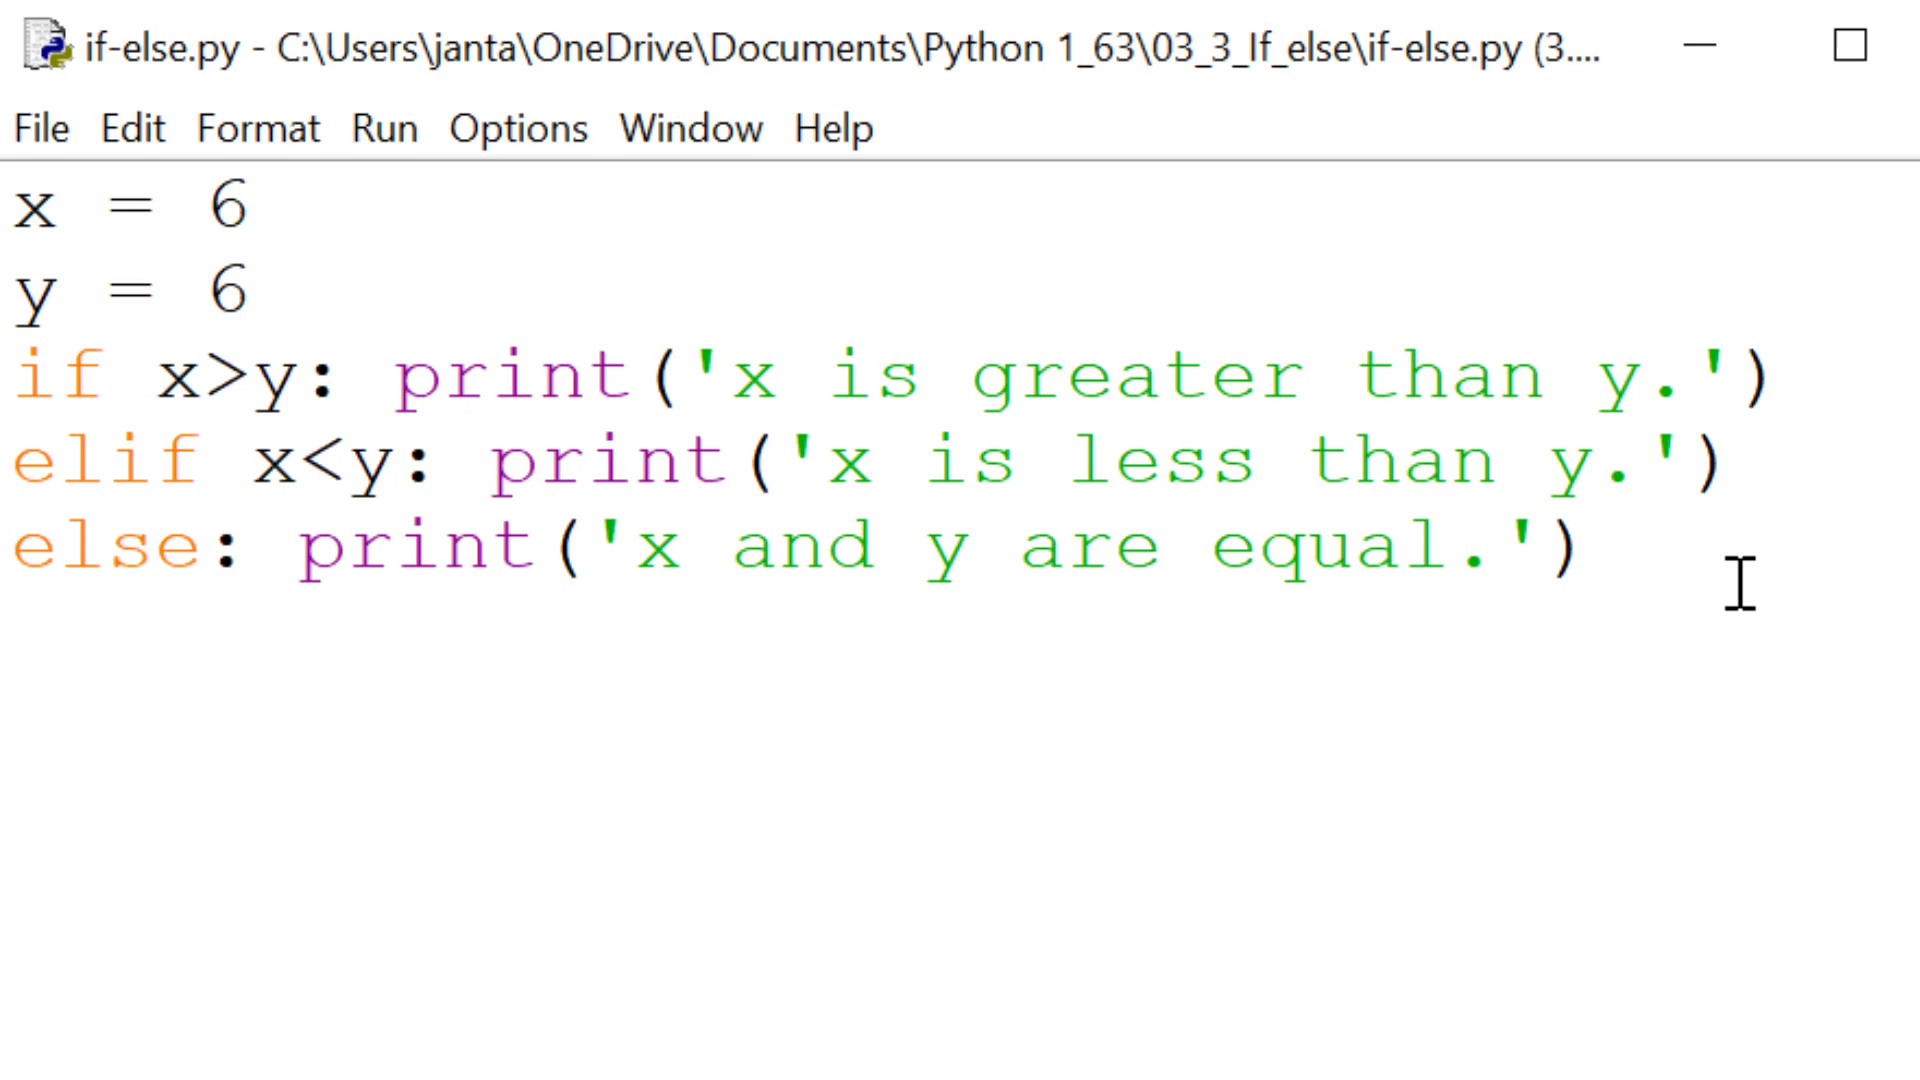 if-else.py - C:\Users\janta\OneDrive\Documents\Python 1_63\03_3_If_else\if-else.py (3....
File Edit Format Run Options Window Help
x = 6
y = 6
if x>y: print('x is greater than y.')
elif x<y: print('x is less than y.')
else: print('x and y are equal.')